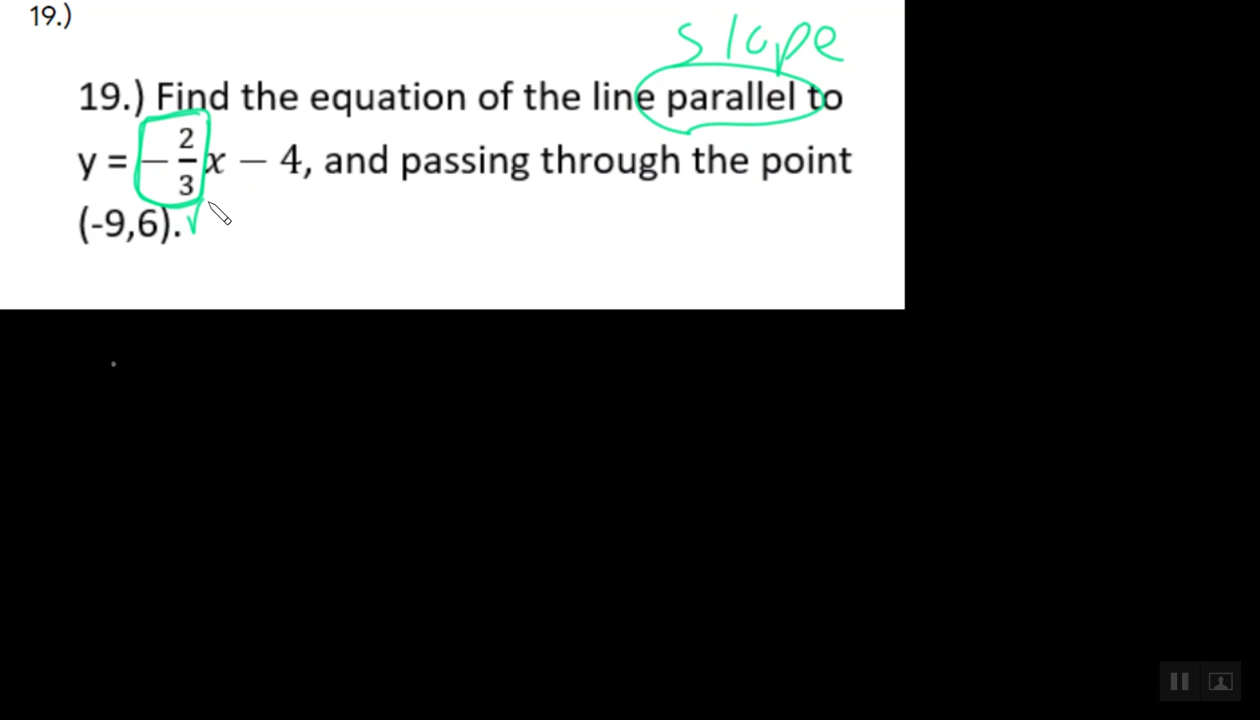 19.)
slope
19.) Find the equation of the line parallel to
y = − 2/3 x − 4, and passing through the point
(-9,6).√